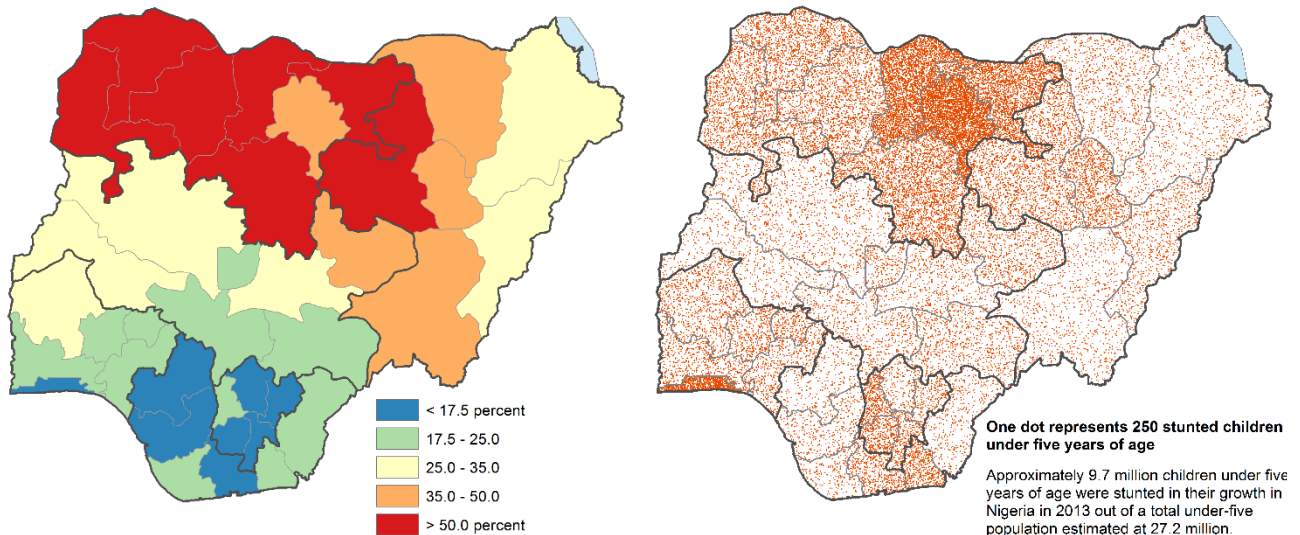 < 17.5 percent
17.5 - 25.0
25.0 - 35.0
35.0 - 50.0
> 50.0 percent
One dot represents 250 stunted children
under five years of age
Approximately 9.7 million children under five
years of age were stunted in their growth in
Nigeria in 2013 out of a total under-five
population estimated at 27.2 million.